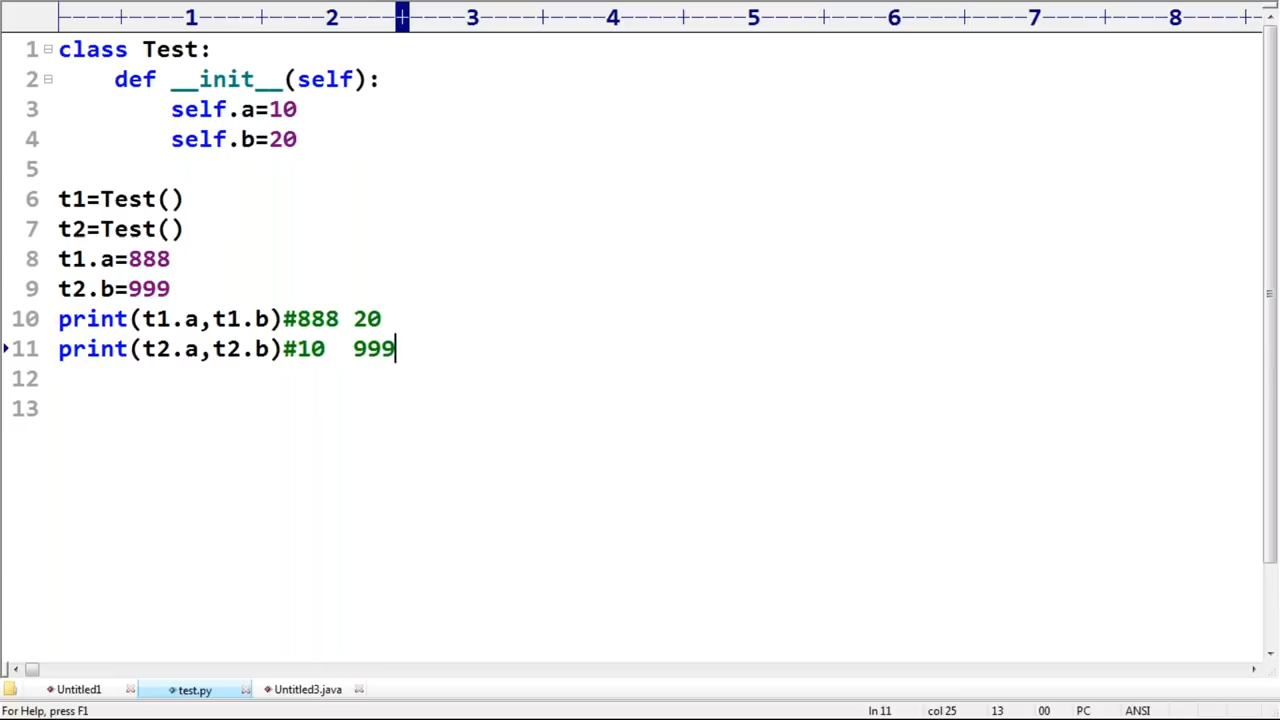 ----+----1----+----2----+----3----+----4----+----5----+----6----+----7----+----8----+-
1 class Test:
2     def __init__(self):
3         self.a=10
4         self.b=20
5
6 t1=Test()
7 t2=Test()
8 t1.a=888
9 t2.b=999
10 print(t1.a,t1.b)#888 20
11 print(t2.a,t2.b)#10  999
12
13
Untitled1 test.py Untitled3.java
For Help, press F1 ln 11 col 25 13 00 PC ANSI